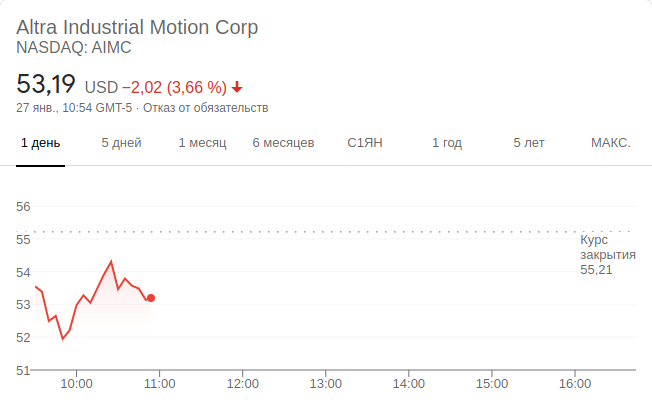 Altra Industrial Motion Corp
NASDAQ: AIMC
53,19 USD −2,02 (3,66 %)
27 янв., 10:54 GMT-5 · Отказ от обязательств
1 день 5 дней 1 месяц 6 месяцев С1ЯН 1 год 5 лет МАКС.
56
55
54
53
52
51
Курс
закрытия
55,21
10:00 11:00 12:00 13:00 14:00 15:00 16:00